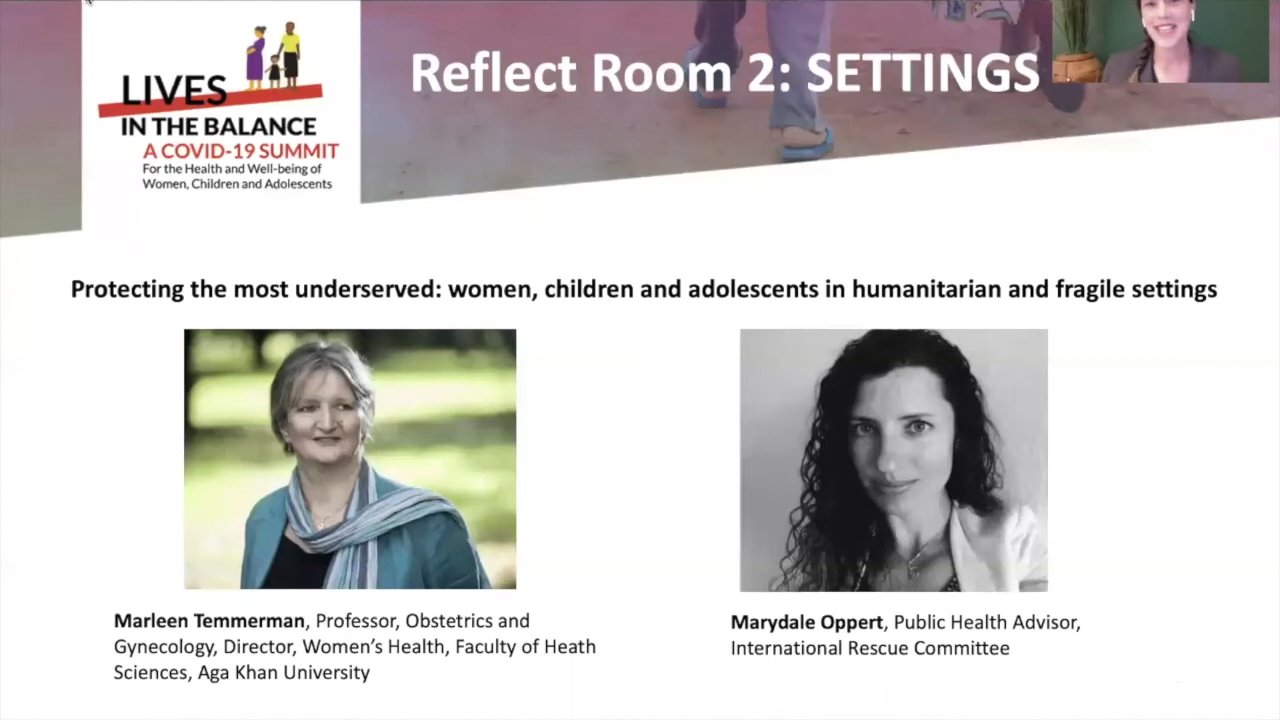 LIVES
IN THE BALANCE
A COVID-19 SUMMIT
For the Health and Well-being of
Women, Children and Adolescents
Reflect Room 2: SETTINGS
Protecting the most underserved: women, children and adolescents in humanitarian and fragile settings
Marleen Temmerman, Professor, Obstetrics and
Gynecology, Director, Women's Health, Faculty of Heath
Sciences, Aga Khan University
Marydale Oppert, Public Health Advisor,
International Rescue Committee